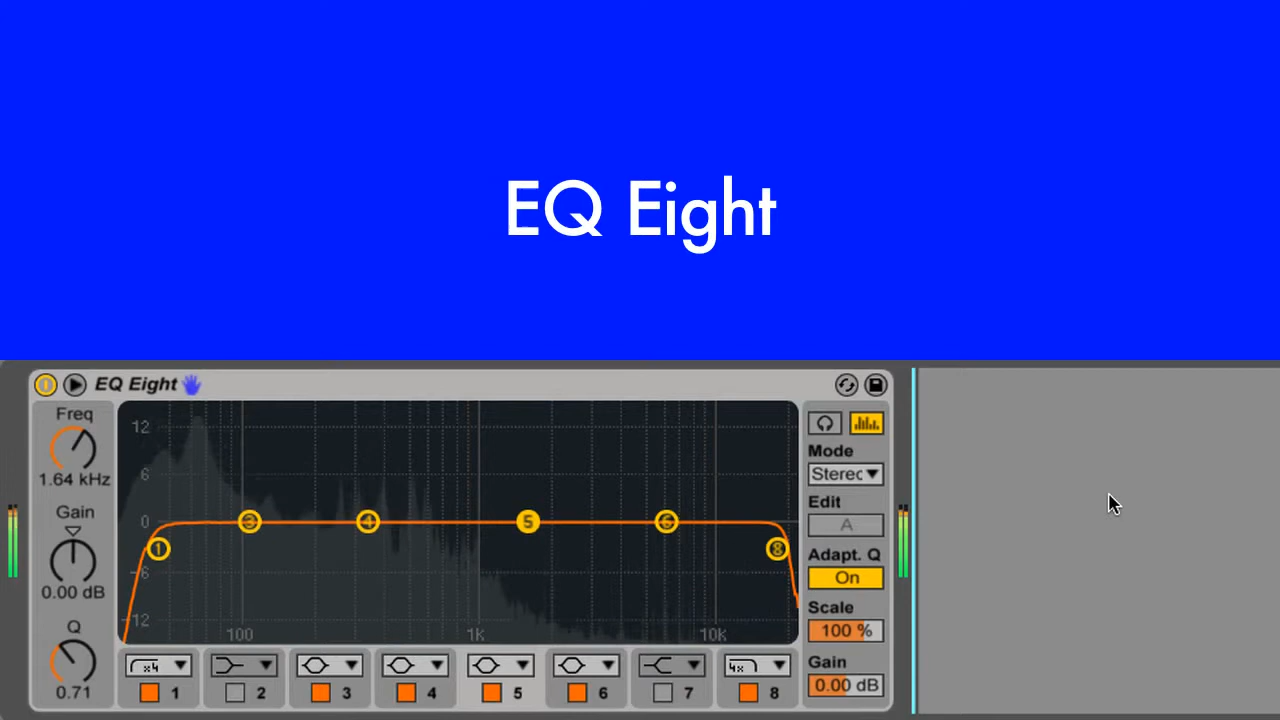 EQ Eight
EQ Eight
Freq
1.64 kHz
Gain
0.00 dB
Q
0.71
12
6
0
-6
-12
100
1k
10k
1
3
4
5
6
8
x4
1
2
3
4
5
6
7
4x
8
Mode
Stereo
Edit
A
Adapt. Q
On
Scale
100 %
Gain
0.00 dB